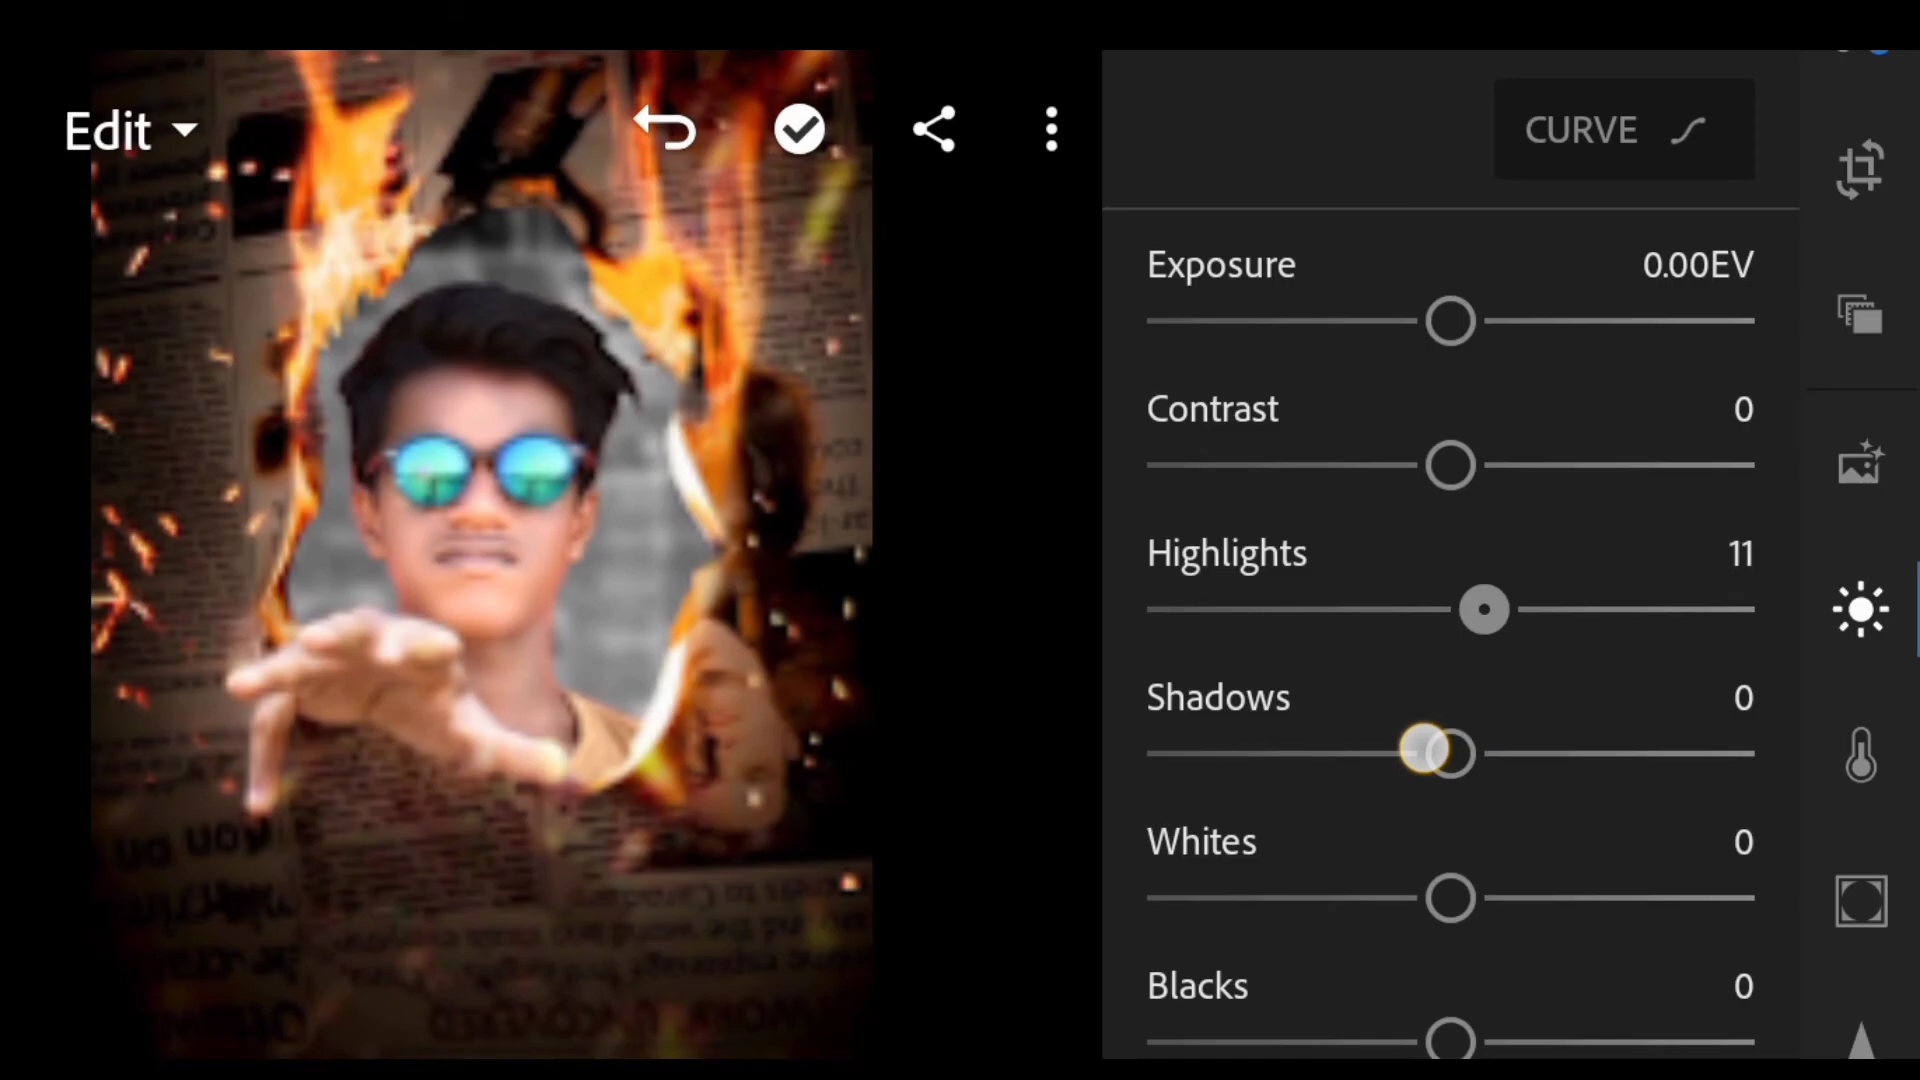 Edit
CURVE
Exposure 0.00EV
Contrast 0
Highlights 11
Shadows 0
Whites 0
Blacks 0